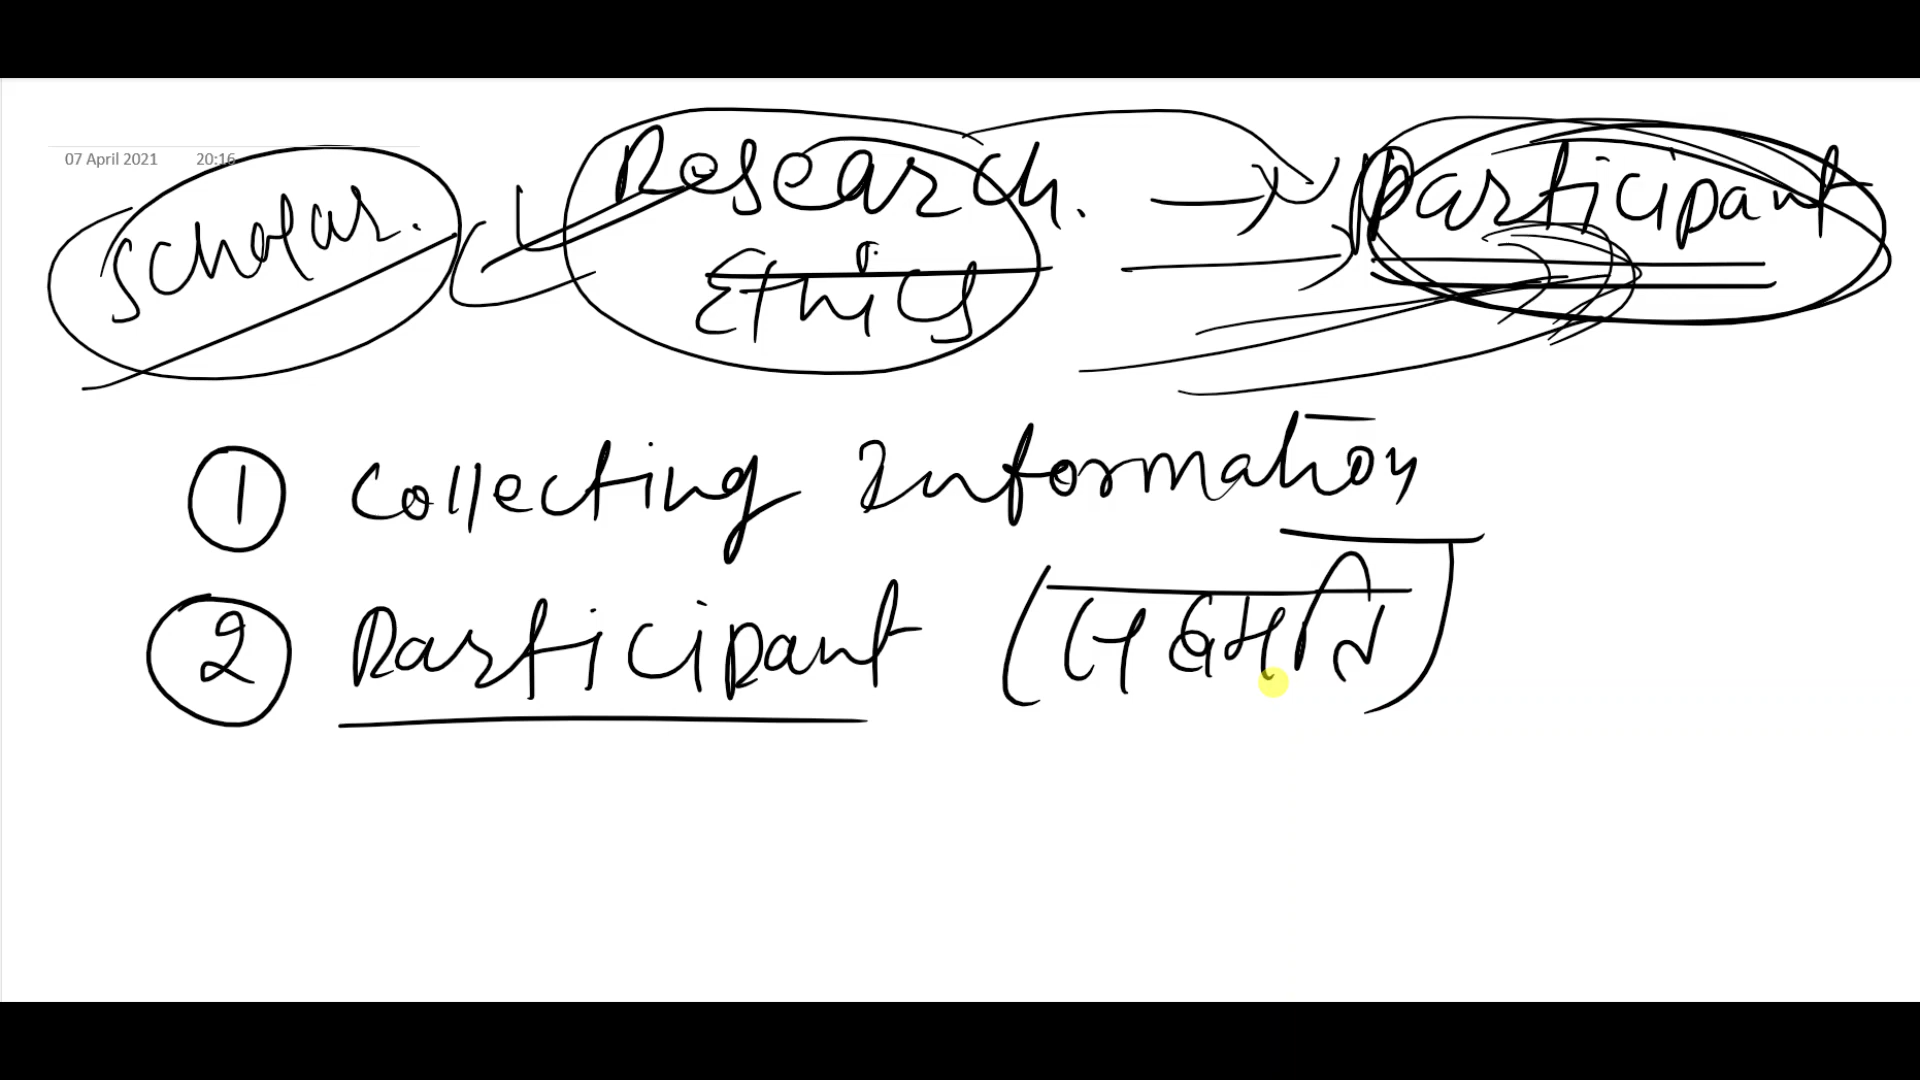 07 April 2021 20:16
Scholar. Research. → Participant
Ethics
① Collecting Information
② Participant (सहमति)